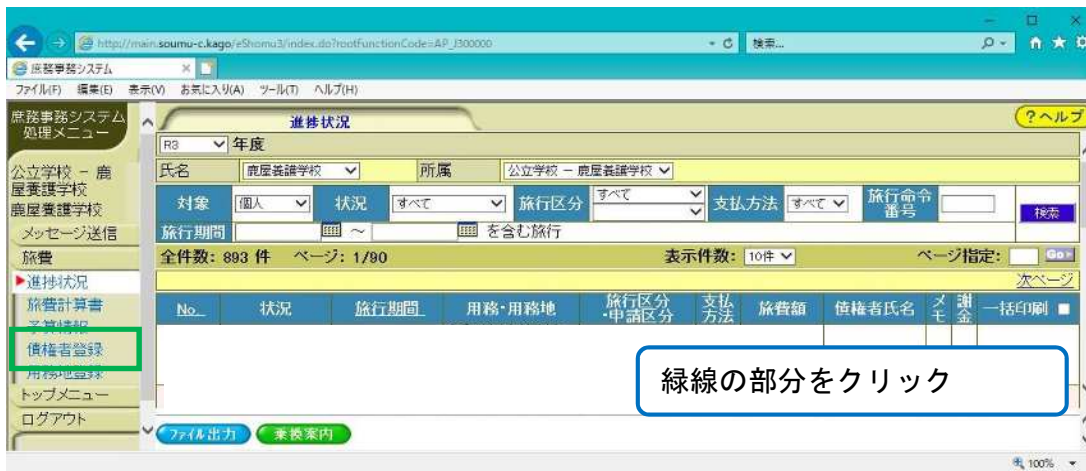 http://main.soumu-c.kago/eShomu3/index.do?rootFunctionCode=AP_J300000
検索...
庶務事務システム
ファイル(F) 編集(E) 表示(V) お気に入り(A) ツール(T) ヘルプ(H)
庶務事務システム
処理メニュー
公立学校 - 鹿
屋養護学校
鹿屋養護学校
メッセージ送信
旅費
▶進捗状況
旅費計算書
予算情報
債権者登録
用務地登録
トップメニュー
ログアウト
進捗状況
?ヘルプ
R3 年度
氏名 鹿屋養護学校 所属 公立学校 - 鹿屋養護学校
対象 個人 状況 すべて 旅行区分 すべて 支払方法 すべて 旅行命令番号 検索
旅行期間 ~ を含む旅行
全件数: 893 件 ページ: 1/90 表示件数: 10件 ページ指定: Go
次ページ
No. 状況 旅行期間 用務・用務地 旅行区分・申請区分 支払方法 旅費額 債権者氏名 メモ 謝金 一括印刷
緑線の部分をクリック
ファイル出力 乗換案内
100%